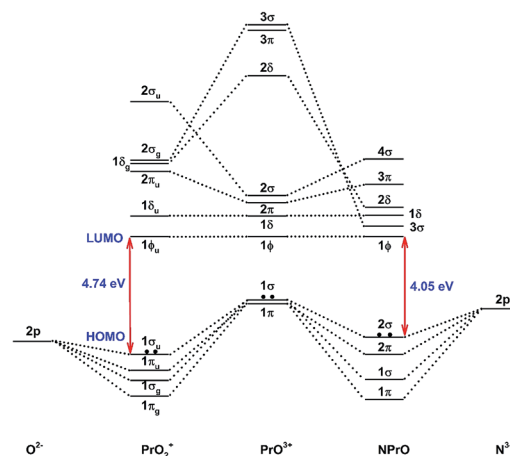 3σ
3π
2δ
2σᵤ
2σg
1δg
2πᵤ
4σ
3π
2σ
2π
2δ
1δ
3σ
1δᵤ
1δ
LUMO
1ϕᵤ
1ϕ
1ϕ
4.74 eV
4.05 eV
1σ
1π
2p
2p
HOMO
1σᵤ
1πᵤ
1σg
1πg
2σ
2π
1σ
1π
O²⁻
PrO₂⁺
PrO³⁺
NPrO